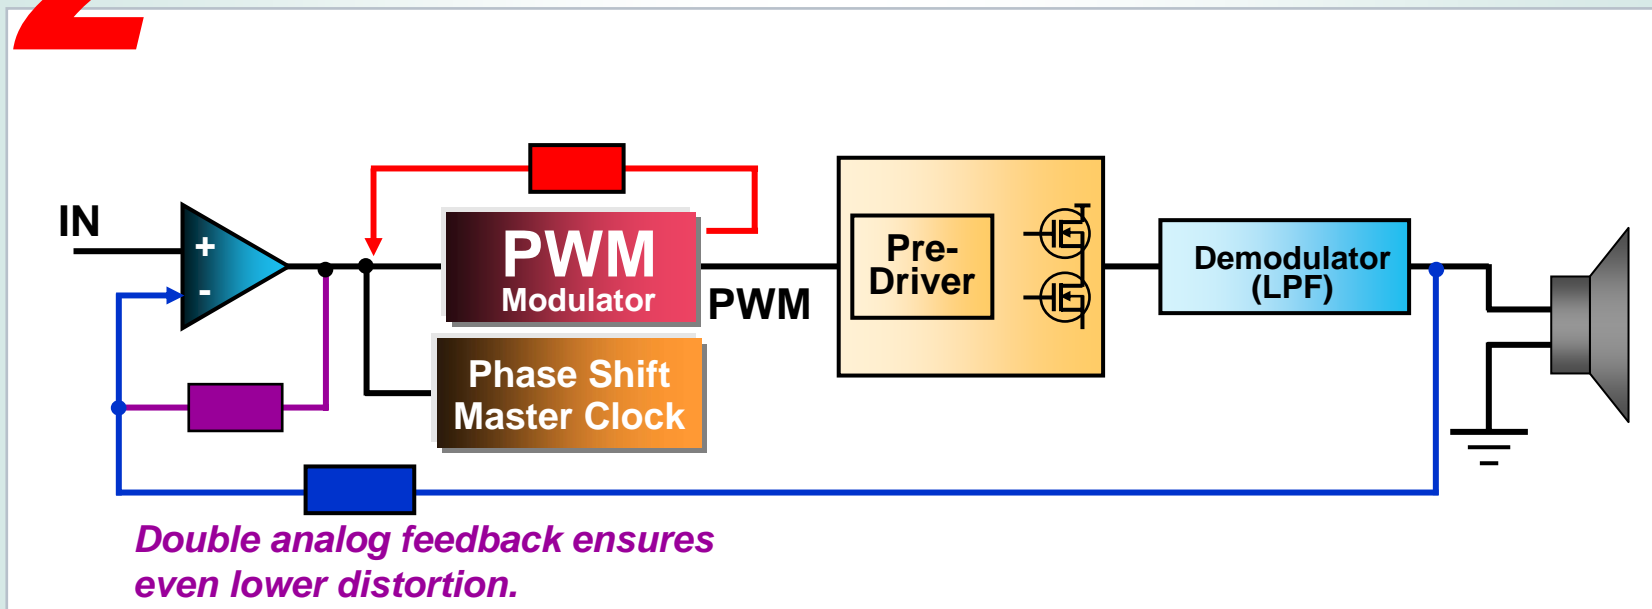 2
IN
+
-
PWM
Modulator
PWM
Phase Shift
Master Clock
Pre-
Driver
Demodulator
(LPF)
Double analog feedback ensures
even lower distortion.